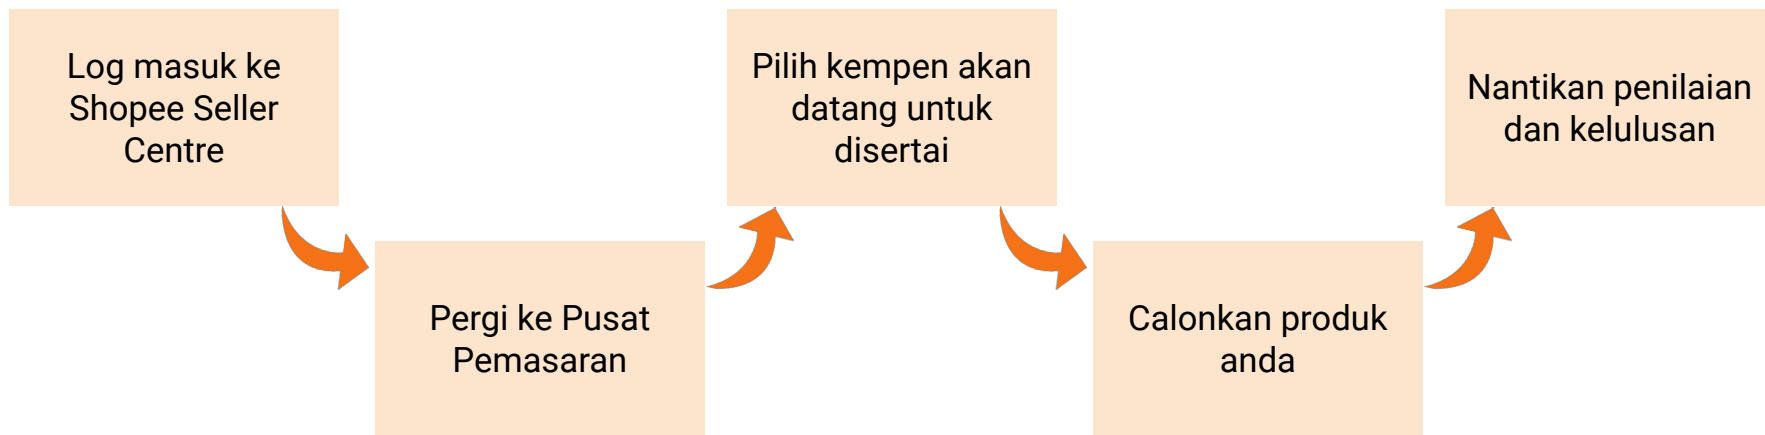 Log masuk ke
Shopee Seller
Centre
Pergi ke Pusat
Pemasaran
Pilih kempen akan
datang untuk
disertai
Calonkan produk
anda
Nantikan penilaian
dan kelulusan